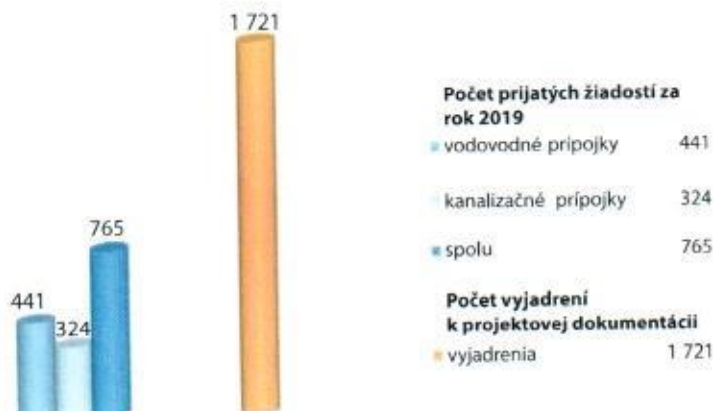 1 721
765
441
324
Počet prijatých žiadostí za
rok 2019
vodovodné prípojky 441
kanalizačné prípojky 324
spolu 765
Počet vyjadrení
k projektovej dokumentácii
vyjadrenia 1 721